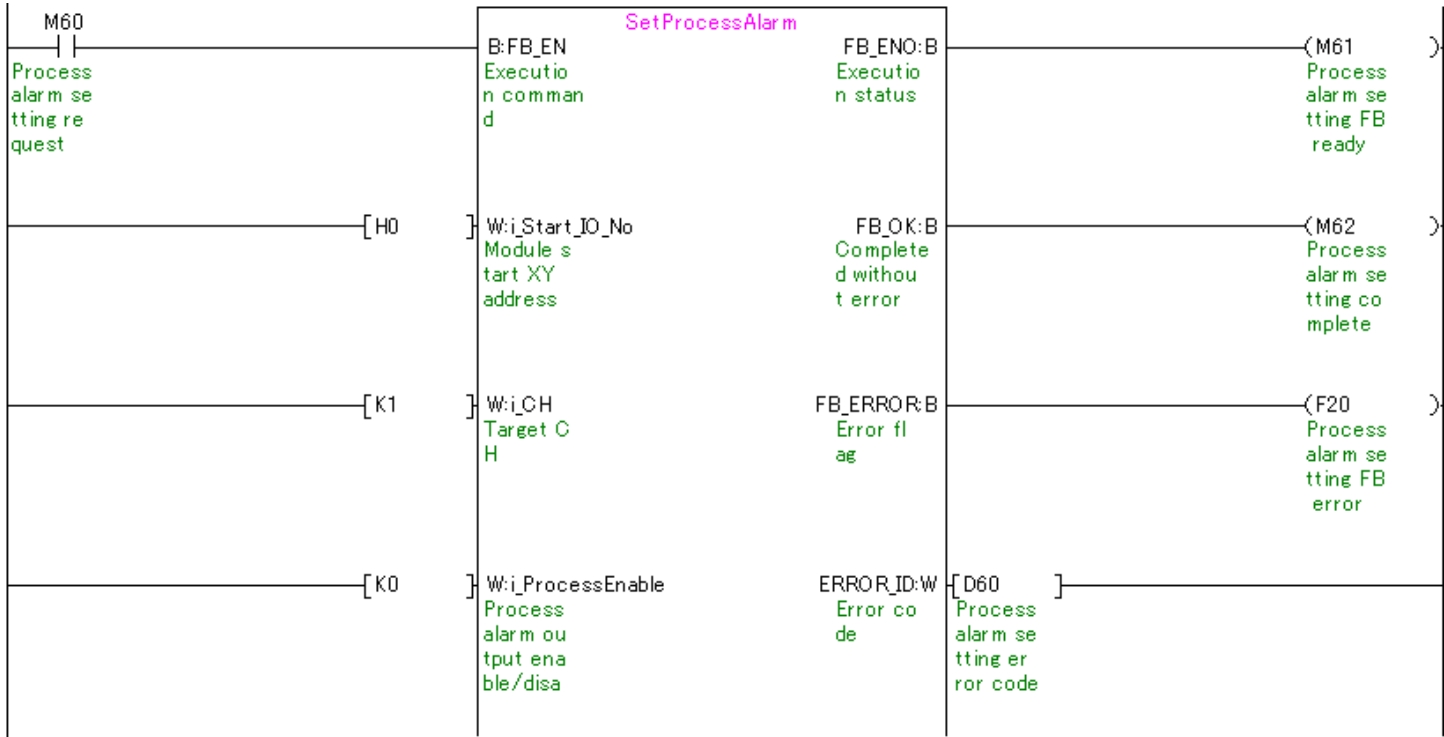 M60
SetProcessAlarm
B:FB_EN
FB_ENO:B
(M61 )
Process
alarm se
tting re
quest
Executio
n comman
d
Executio
n status
Process
alarm se
tting FB
ready
[H0 ]
W:i_Start_IO_No
FB_OK:B
(M62 )
Module s
tart XY
address
Complete
d withou
t error
Process
alarm se
tting co
mplete
[K1 ]
W:i_CH
FB_ERROR:B
(F20 )
Target C
H
Error fl
ag
Process
alarm se
tting FB
error
[K0 ]
W:i_ProcessEnable
ERROR_ID:W
[D60 ]
Process
alarm ou
tput ena
ble/disa
Error co
de
Process
alarm se
tting er
ror code